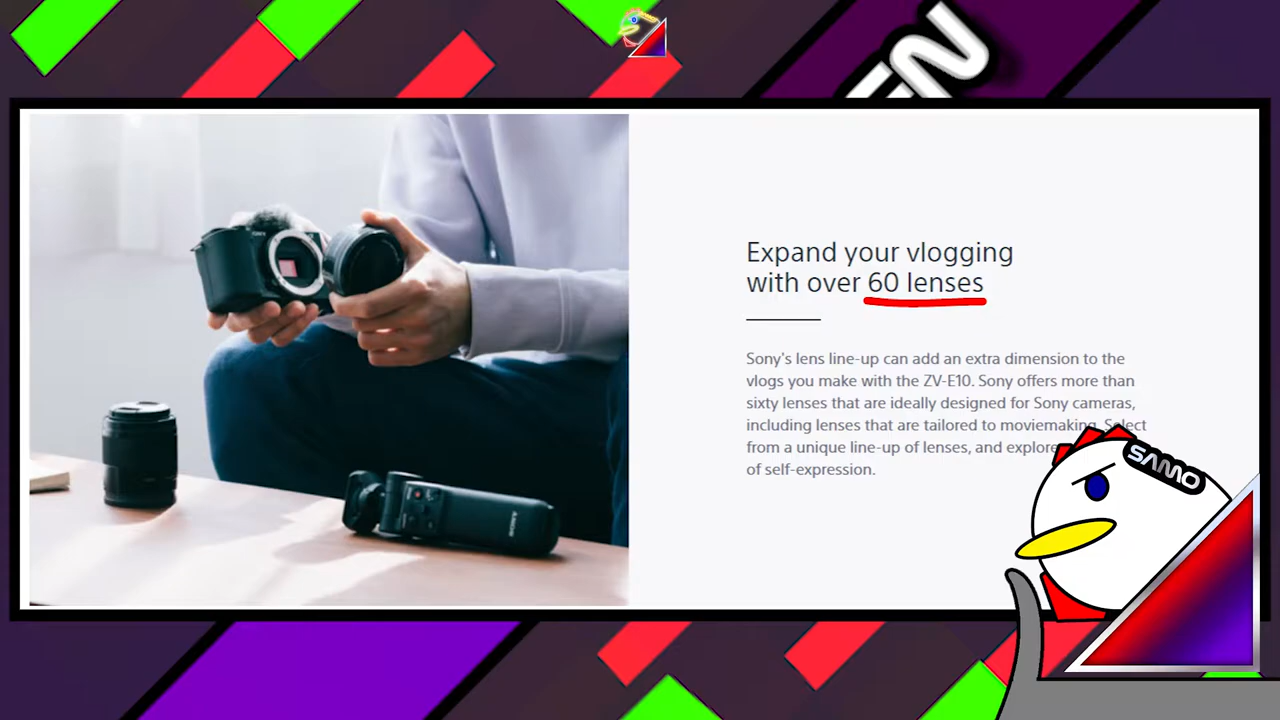 EN
Expand your vlogging
with over 60 lenses
Sony's lens line-up can add an extra dimension to the
vlogs you make with the ZV-E10. Sony offers more than
sixty lenses that are ideally designed for Sony cameras,
including lenses that are tailored to moviemaking. Select
from a unique line-up of lenses, and explore
of self-expression.
SAMO
SONY